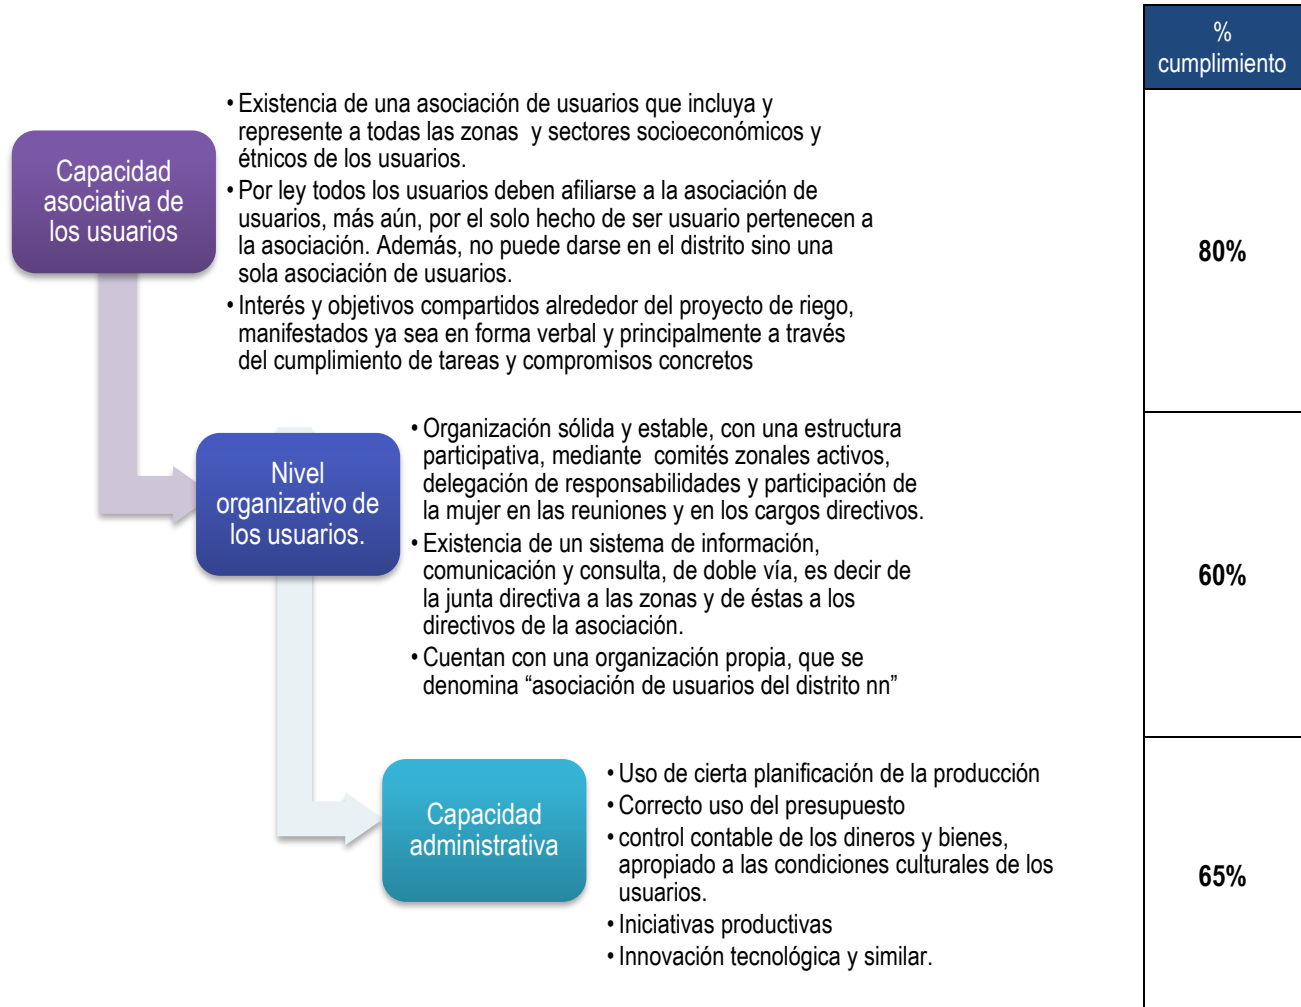 %
cumplimiento
Capacidad
asociativa de
los usuarios
• Existencia de una asociación de usuarios que incluya y
represente a todas las zonas  y sectores socioeconómicos y
étnicos de los usuarios.
• Por ley todos los usuarios deben afiliarse a la asociación de
usuarios, más aún, por el solo hecho de ser usuario pertenecen a
la asociación. Además, no puede darse en el distrito sino una
sola asociación de usuarios.
• Interés y objetivos compartidos alrededor del proyecto de riego,
manifestados ya sea en forma verbal y principalmente a través
del cumplimiento de tareas y compromisos concretos
80%
Nivel
organizativo de
los usuarios.
• Organización sólida y estable, con una estructura
participativa, mediante  comités zonales activos,
delegación de responsabilidades y participación de
la mujer en las reuniones y en los cargos directivos.
• Existencia de un sistema de información,
comunicación y consulta, de doble vía, es decir de
la junta directiva a las zonas y de éstas a los
directivos de la asociación.
• Cuentan con una organización propia, que se
denomina “asociación de usuarios del distrito nn”
60%
Capacidad
administrativa
• Uso de cierta planificación de la producción
• Correcto uso del presupuesto
• control contable de los dineros y bienes,
apropiado a las condiciones culturales de los
usuarios.
• Iniciativas productivas
• Innovación tecnológica y similar.
65%